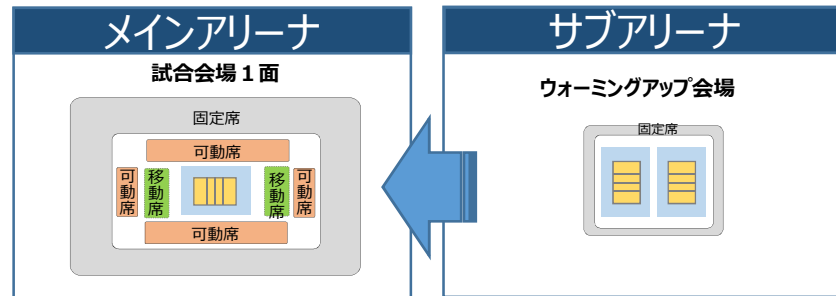 メインアリーナ
試合会場１面
固定席
可動席
可動席
移動席
移動席
可動席
可動席
サブアリーナ
ウォーミングアップ会場
固定席